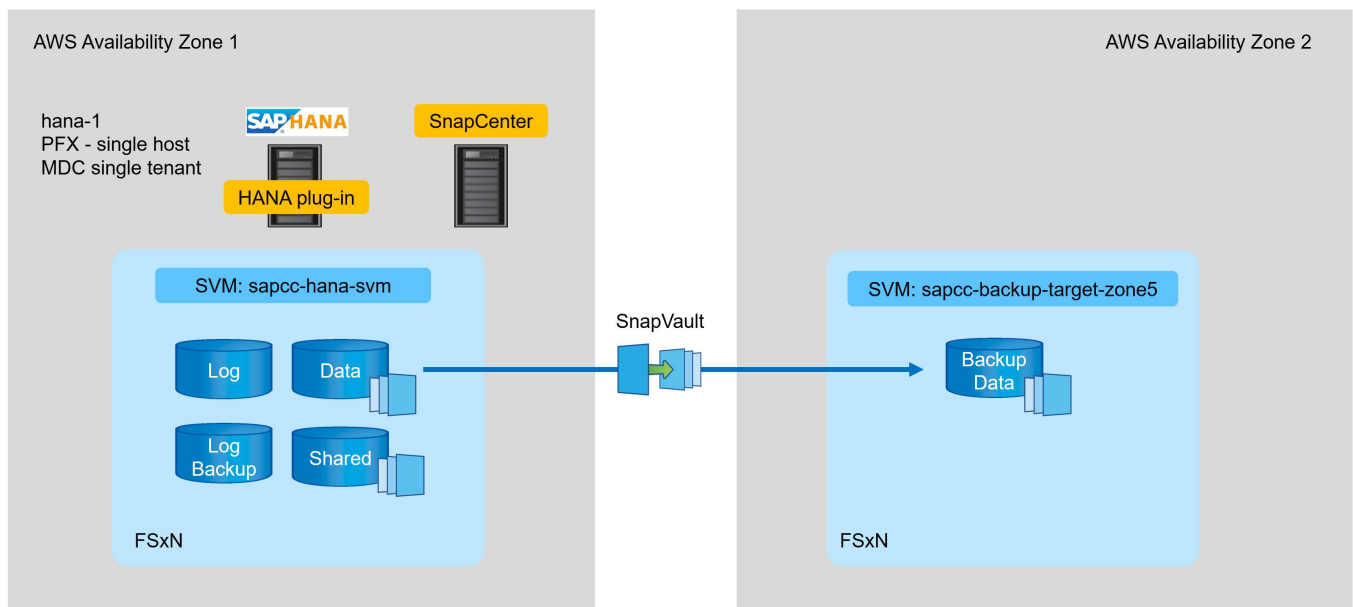 AWS Availability Zone 1
AWS Availability Zone 2
hana-1
PFX - single host
MDC single tenant
SAP HANA
SnapCenter
HANA plug-in
SVM: sapcc-hana-svm
SVM: sapcc-backup-target-zone5
SnapVault
Log
Data
Backup
Data
Log
Backup
Shared
FSxN
FSxN